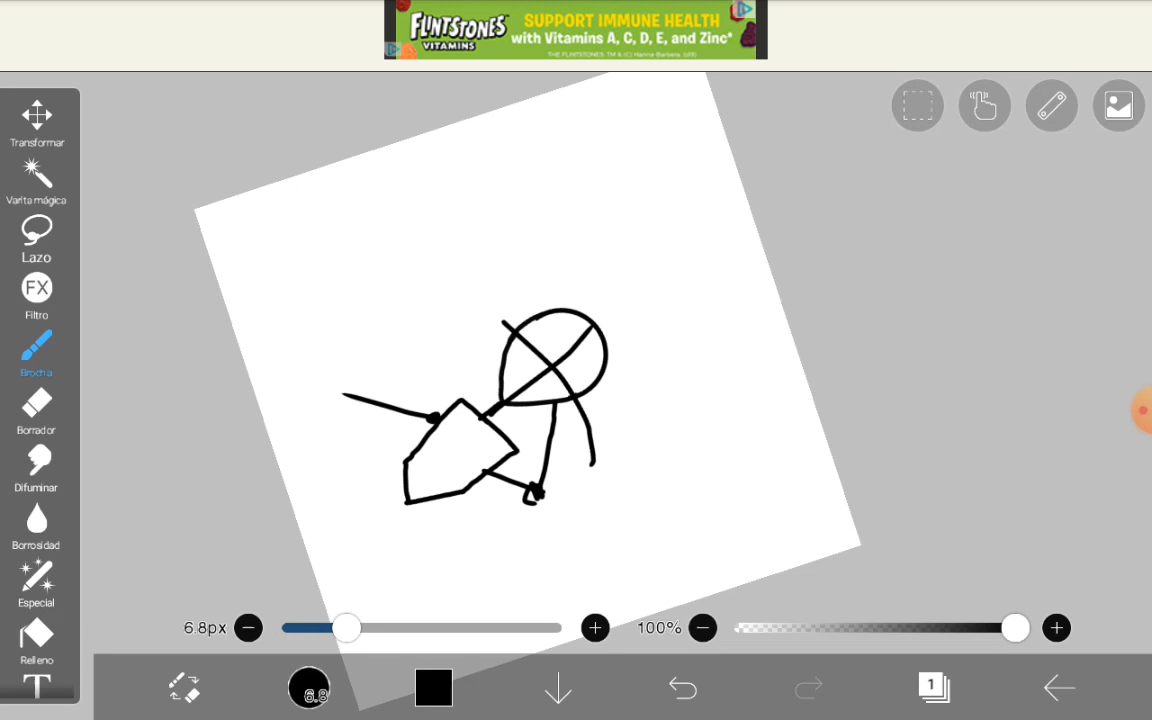 FLINTSTONES
VITAMINS
SUPPORT IMMUNE HEALTH
with Vitamins A, C, D, E, and Zinc*
Transformar
Varita mágica
Lazo
FX
Filtro
Brocha
Borrador
Difuminar
Borrosidad
Especial
Relleno
T
6.8px
100%
6.8
1